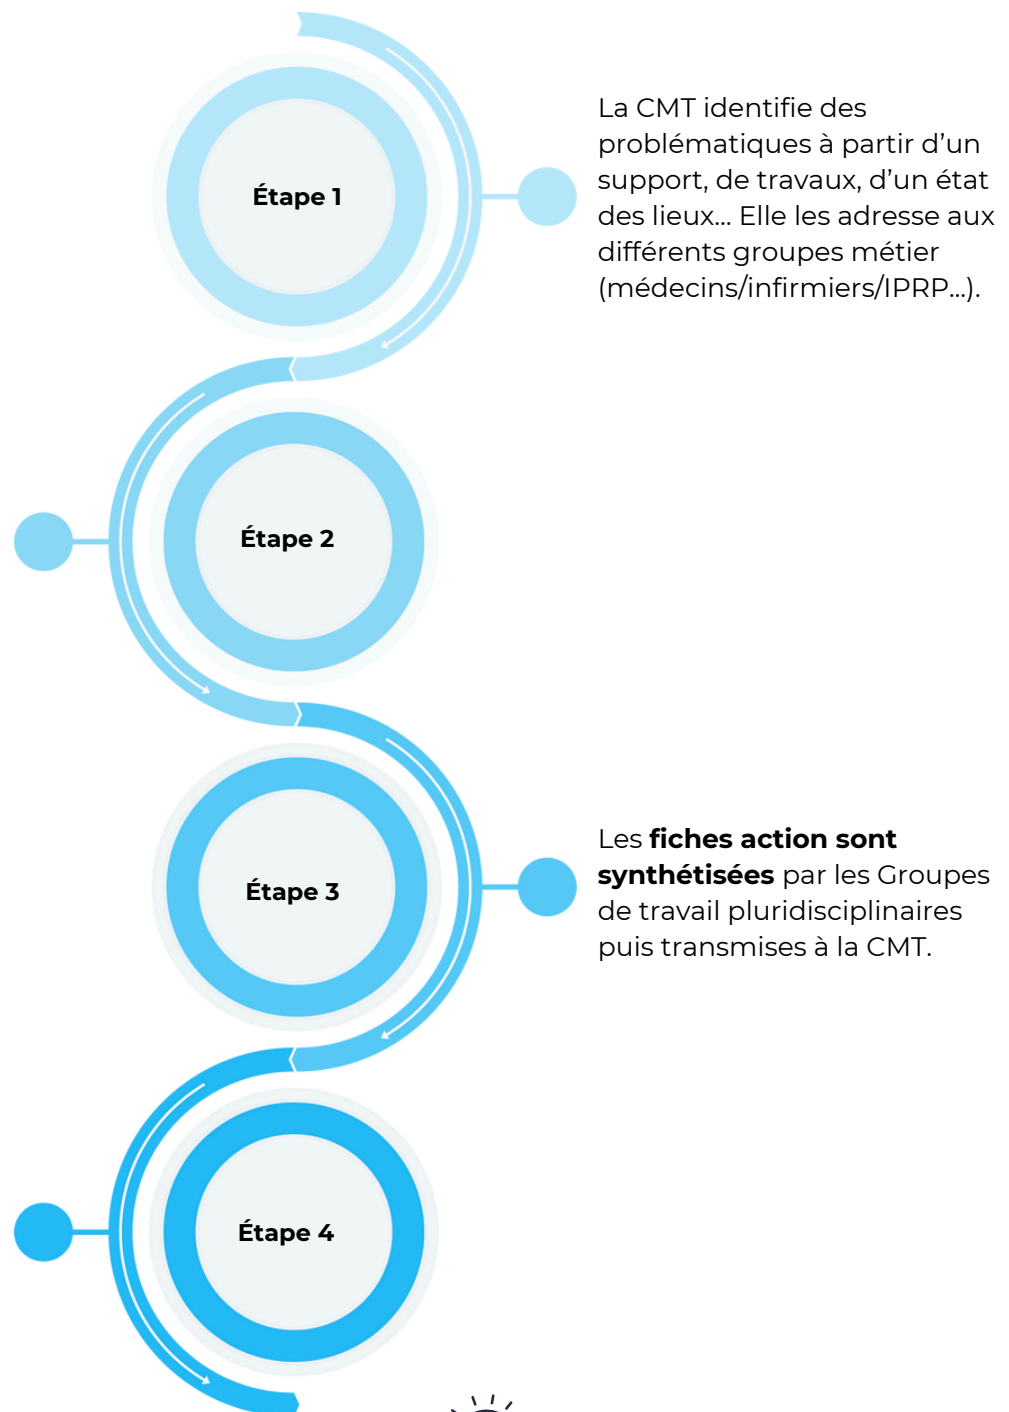 Étape 1
La CMT identifie des
problématiques à partir d’un
support, de travaux, d’un état
des lieux... Elle les adresse aux
différents groupes métier
(médecins/infirmiers/IPRP...).
Étape 2
Étape 3
Les fiches action sont
synthétisées par les Groupes
de travail pluridisciplinaires
puis transmises à la CMT.
Étape 4